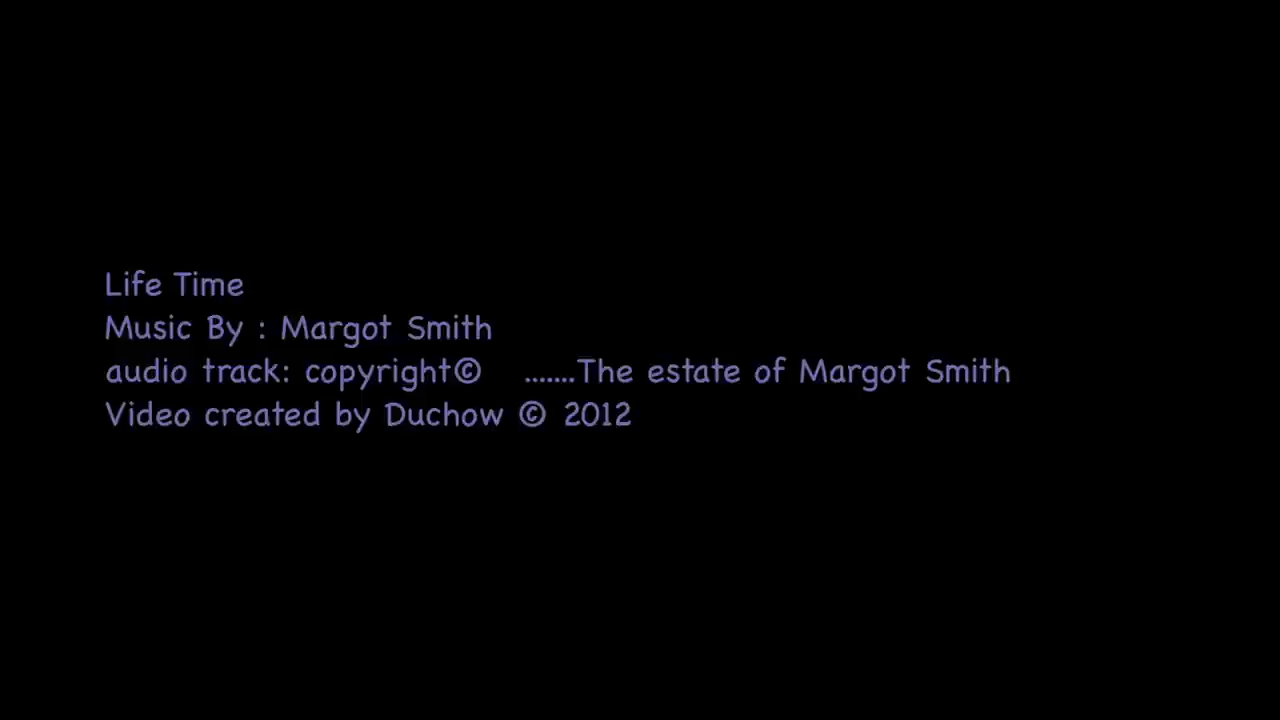 Life Time
Music By : Margot Smith
audio track: copyright© .......The estate of Margot Smith
Video created by Duchow © 2012